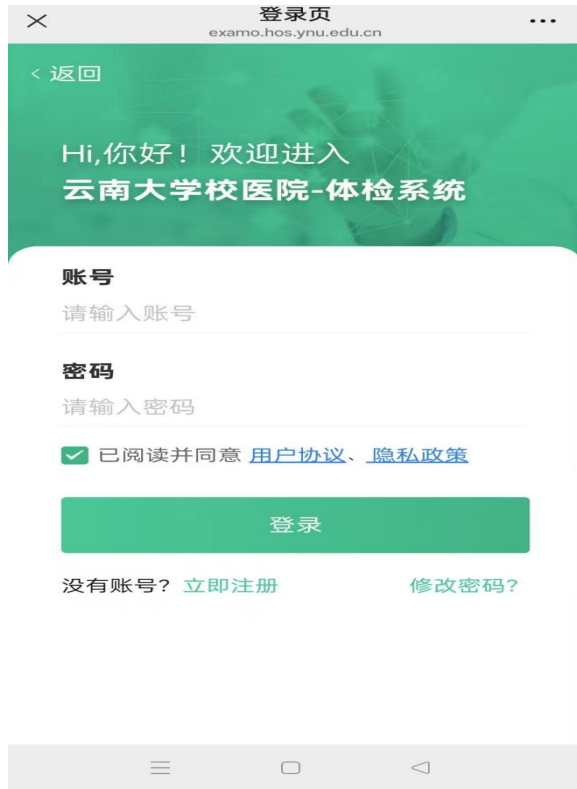 登录页
examo.hos.ynu.edu.cn
<返回
Hi,你好！欢迎进入
云南大学校医院-体检系统
账号
请输入账号
密码
请输入密码
已阅读并同意 用户协议、隐私政策
登录
没有账号？立即注册 修改密码？